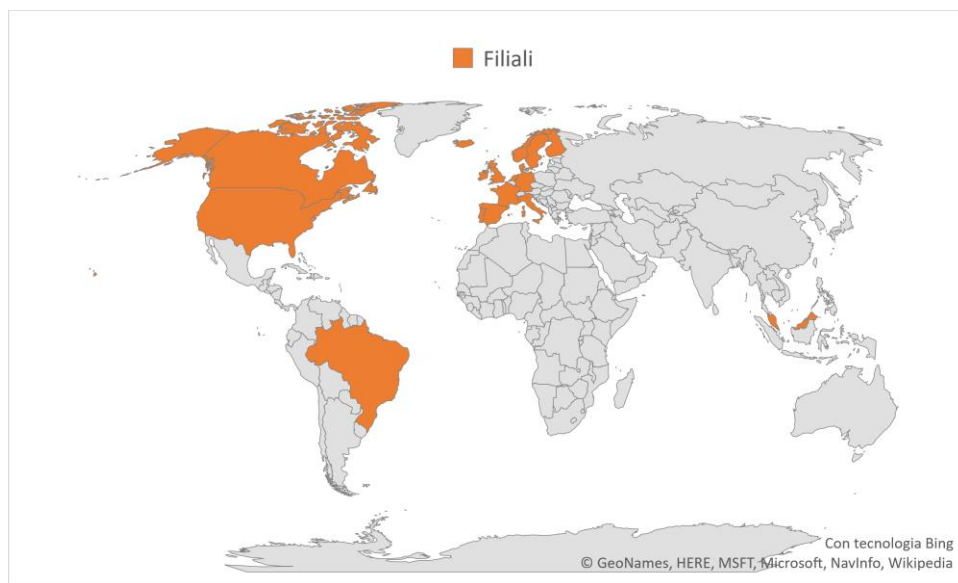 Filiali
Con tecnologia Bing
© GeoNames, HERE, MSFT, Microsoft, NavInfo, Wikipedia